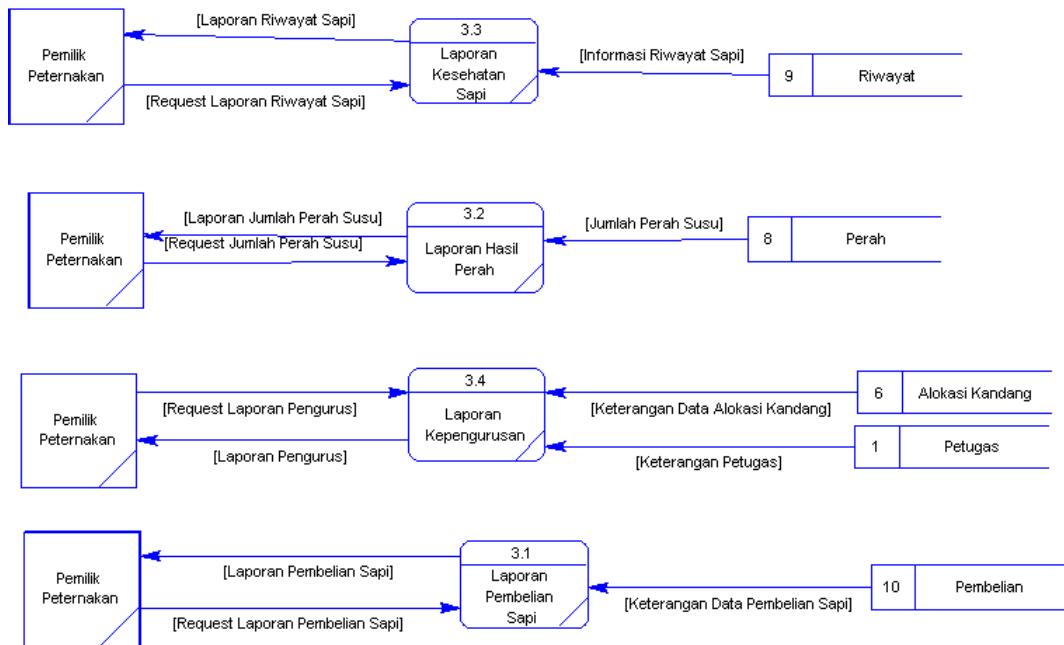 [Laporan Riwayat Sapi]
Pemilik
Peternakan
3.3
Laporan
Kesehatan
Sapi
[Informasi Riwayat Sapi]
9
Riwayat
[Request Laporan Riwayat Sapi]
[Laporan Jumlah Perah Susu]
Pemilik
Peternakan
[Request Jumlah Perah Susu]
3.2
Laporan Hasil
Perah
[Jumlah Perah Susu]
8
Perah
Pemilik
Peternakan
[Request Laporan Pengurus]
[Laporan Pengurus]
3.4
Laporan
Kepengurusan
[Keterangan Data Alokasi Kandang]
6
Alokasi Kandang
[Keterangan Petugas]
1
Petugas
Pemilik
Peternakan
[Laporan Pembelian Sapi]
[Request Laporan Pembelian Sapi]
3.1
Laporan
Pembelian
Sapi
[Keterangan Data Pembelian Sapi]
10
Pembelian